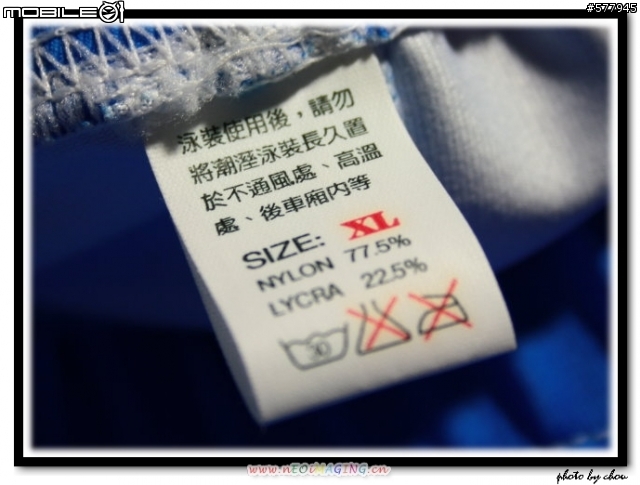 MOBILE01
#577945
泳裝使用後，請勿
將潮溼泳裝長久置
於不通風處、高溫
處、後車廂內等
SIZE: XL
NYLON 77.5%
LYCRA 22.5%
30
www.nEOiMAGING.cn
photo by chou